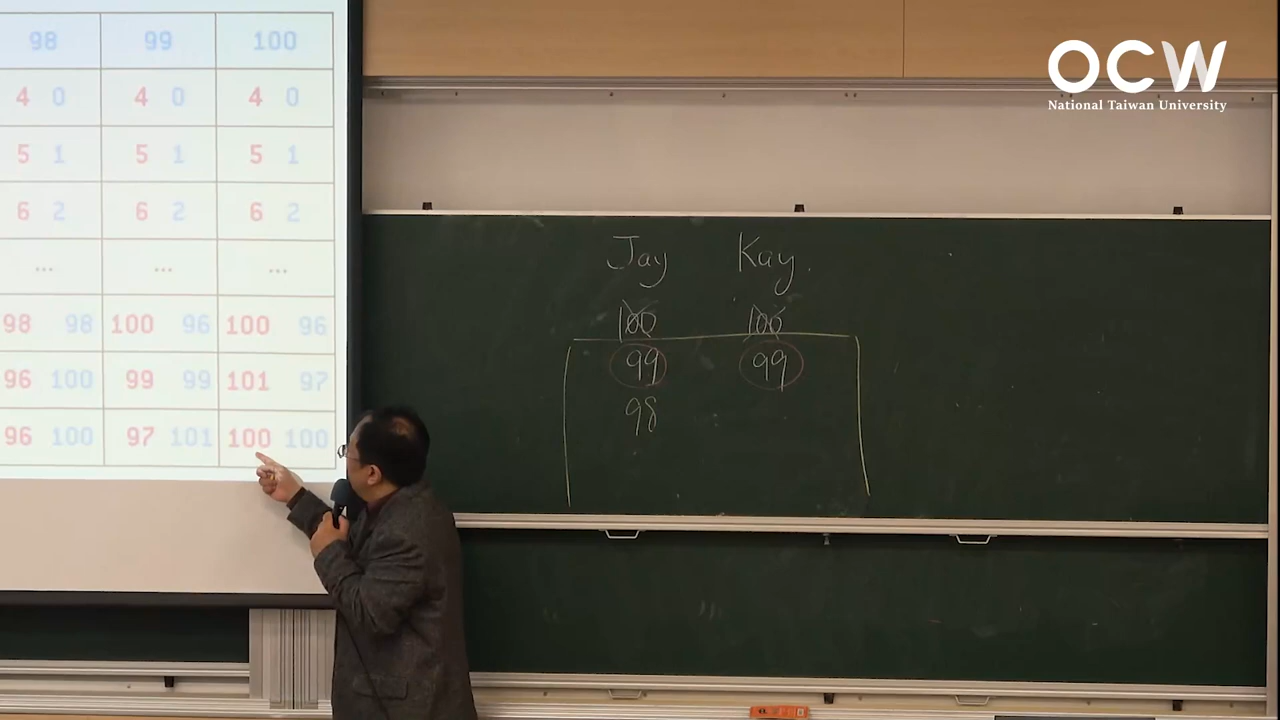 98 99 100
4 0 4 0 4 0
5 1 5 1 5 1
6 2 6 2 6 2
... ... ...
98 98 100 96 100 96
96 100 99 99 101 97
96 100 97 101 100 100
OCW
National Taiwan University
Jay Kay.
100 100
99 99
98